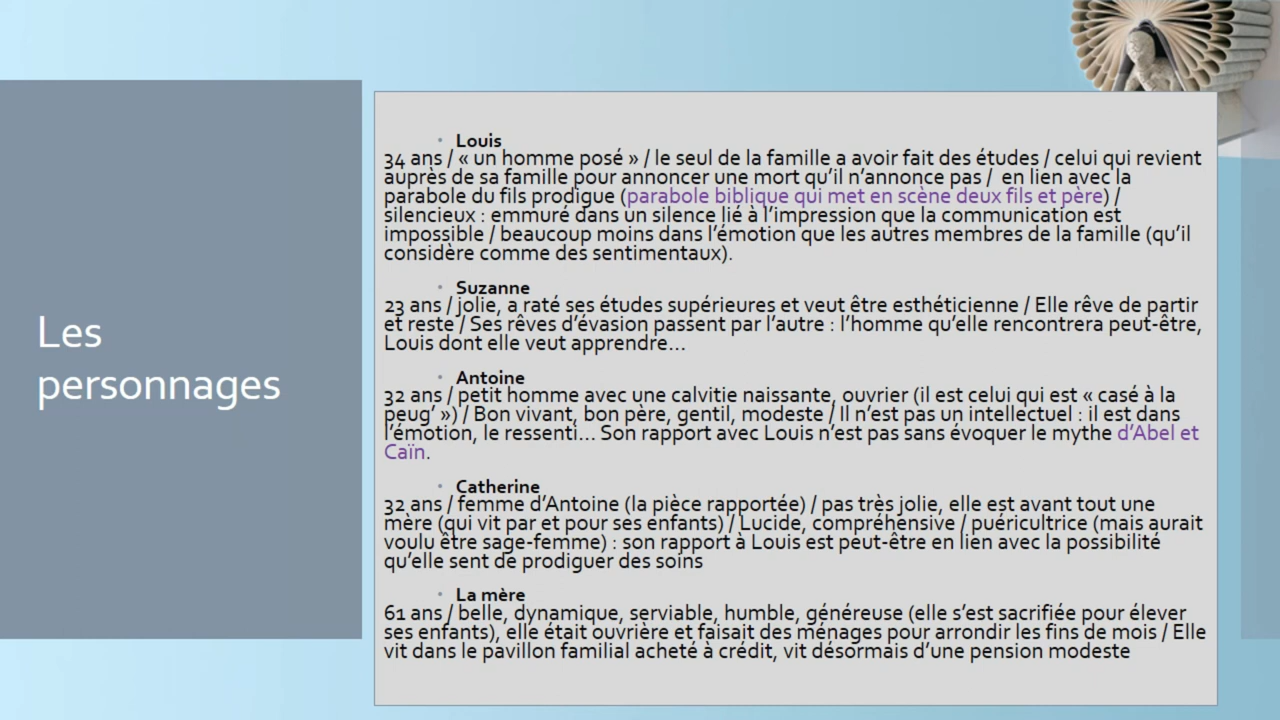 Les
personnages
• Louis
34 ans / « un homme posé » / le seul de la famille a avoir fait des études / celui qui revient
auprès de sa famille pour annoncer une mort qu’il n’annonce pas / en lien avec la
parabole du fils prodigue (parabole biblique qui met en scène deux fils et père) /
silencieux : emmuré dans un silence lié à l’impression que la communication est
impossible / beaucoup moins dans l’émotion que les autres membres de la famille (qu’il
considère comme des sentimentaux).
• Suzanne
23 ans / jolie, a raté ses études supérieures et veut être esthéticienne / Elle rêve de partir
et reste / Ses rêves d’évasion passent par l’autre : l’homme qu’elle rencontrera peut-être,
Louis dont elle veut apprendre…
• Antoine
32 ans / petit homme avec une calvitie naissante, ouvrier (il est celui qui est « casé à la
peug’ ») / Bon vivant, bon père, gentil, modeste / Il n’est pas un intellectuel : il est dans
l’émotion, le ressenti… Son rapport avec Louis n’est pas sans évoquer le mythe d’Abel et
Caïn.
• Catherine
32 ans / femme d’Antoine (la pièce rapportée) / pas très jolie, elle est avant tout une
mère (qui vit par et pour ses enfants) / Lucide, compréhensive / puéricultrice (mais aurait
voulu être sage-femme) : son rapport à Louis est peut-être en lien avec la possibilité
qu’elle sent de prodiguer des soins
• La mère
61 ans / belle, dynamique, serviable, humble, généreuse (elle s’est sacrifiée pour élever
ses enfants), elle était ouvrière et faisait des ménages pour arrondir les fins de mois / Elle
vit dans le pavillon familial acheté à crédit, vit désormais d’une pension modeste